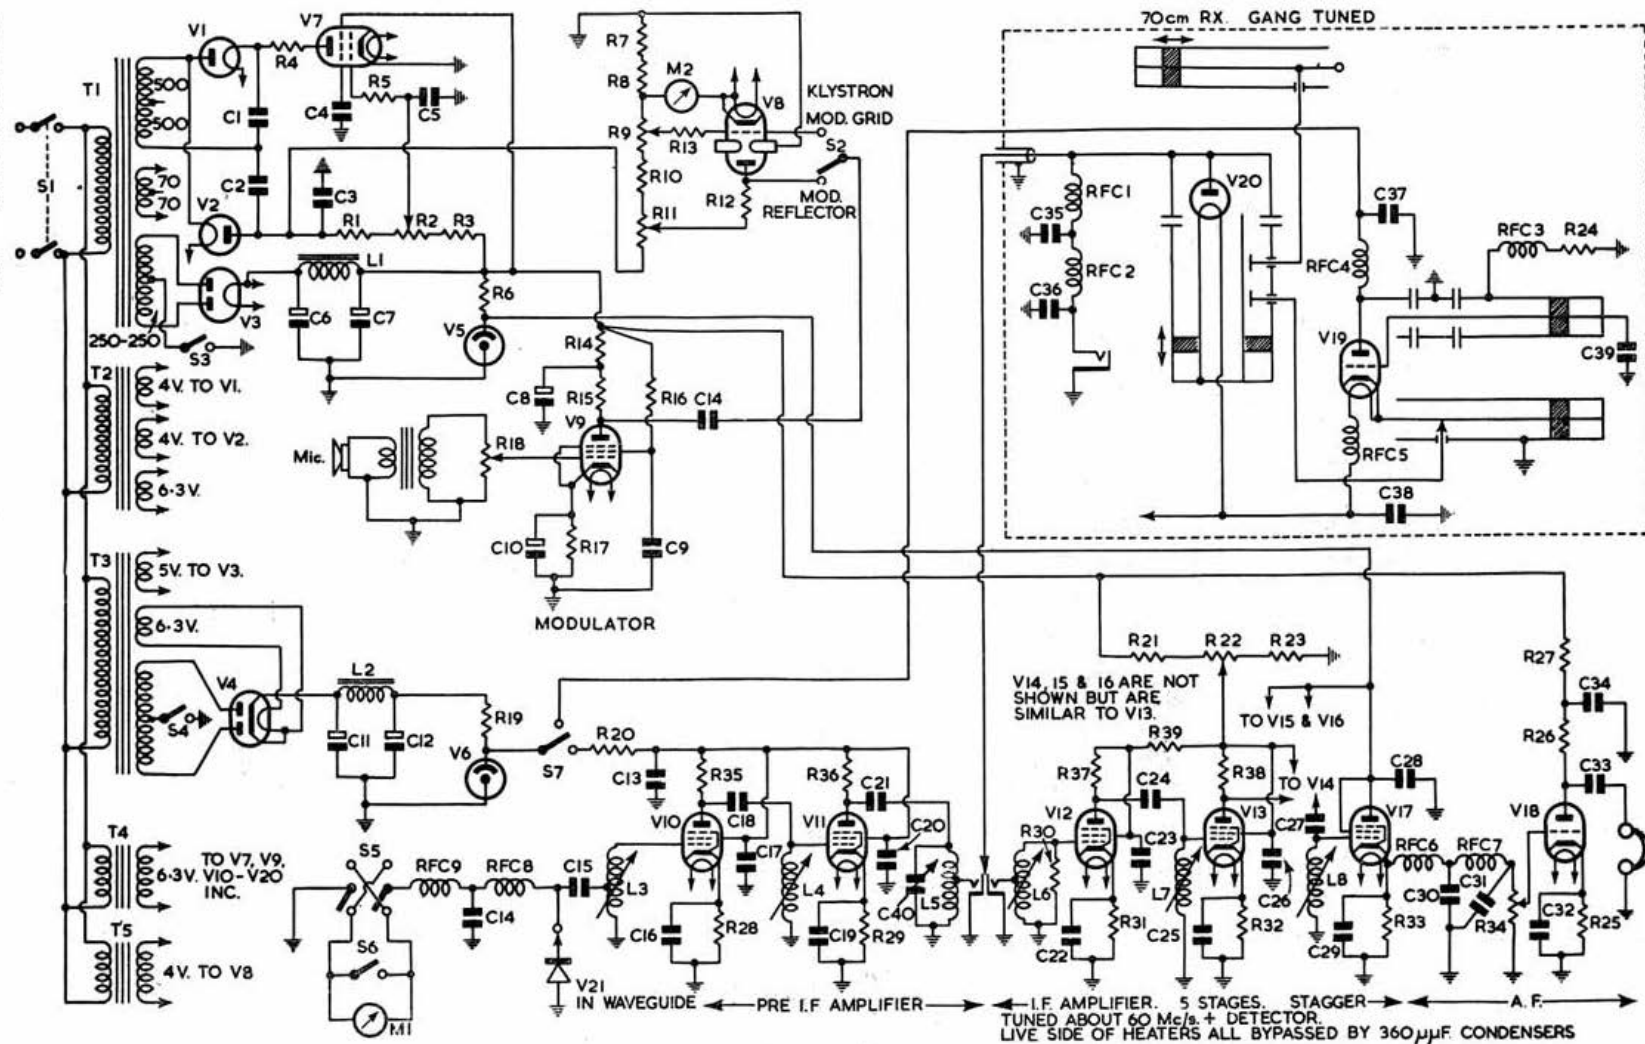 70cm RX. GANG TUNED
V1
V7
R4
R5
T1
500
500
C1
C4
C5
R7
R8
M2
V8
KLYSTRON
MOD. GRID
R9
R13
S2
R10
MOD.
REFLECTOR
R11
R12
S1
70
70
C2
C3
V2
R1
R2
R3
L1
V3
C6
C7
R6
V5
250-250
S3
RFC1
C35
RFC2
C36
V20
C37
RFC4
RFC3
R24
V19
C39
RFC5
C38
T2
4V. TO V1.
4V. TO V2.
6·3V.
R14
C8
R15
R16
C14
V9
Mic.
R18
C10
R17
C9
MODULATOR
T3
5V. TO V3.
6·3V.
V4
S4
L2
C11
C12
R19
V6
S7
R20
R21
R22
R23
V14, 15 & 16 ARE NOT
SHOWN BUT ARE
SIMILAR TO V13.
TO V15 & V16
R27
C34
R26
C33
C13
R35
R36
C21
C18
V10
V11
C20
C17
R39
R37
C24
R38
TO V14
C28
V12
V13
V17
V18
C23
C27
R30
RFC6
RFC7
T4
TO V7, V9,
6·3V. V10-V20
INC.
S5
RFC9
RFC8
C15
L3
L4
L5
L6
L7
L8
C26
C30
C31
C14
C16
R28
C19
R29
C40
C22
R31
C25
R32
C29
R33
R34
C32
R25
T5
4V. TO V8
S6
M1
V21
IN WAVEGUIDE
PRE I.F AMPLIFIER
I.F. AMPLIFIER. 5 STAGES. STAGGER
TUNED ABOUT 60 Mc/s. + DETECTOR.
LIVE SIDE OF HEATERS ALL BYPASSED BY 360µµF. CONDENSERS
A.F.